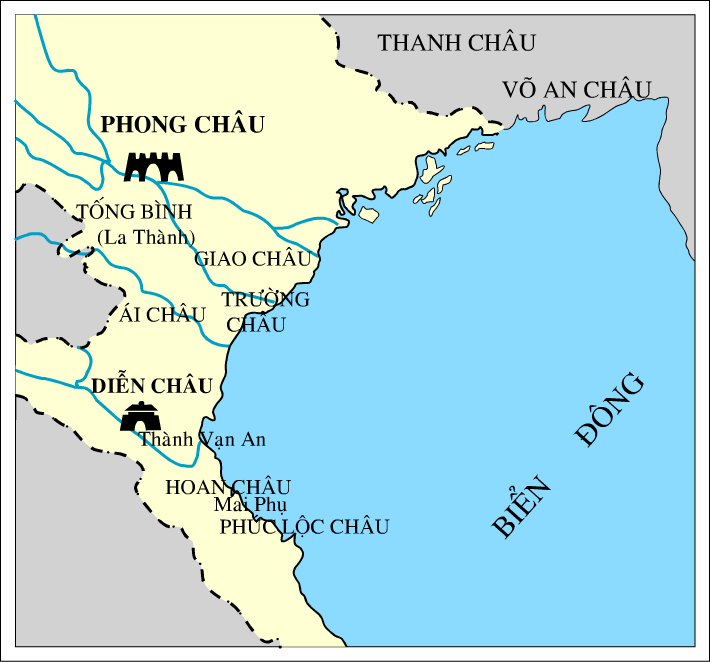 THANH CHÂU
VÕ AN CHÂU
PHONG CHÂU
TỐNG BÌNH
(La Thành)
GIAO CHÂU
TRƯỜNG
CHÂU
ÁI CHÂU
DIỄN CHÂU
Thành Vạn An
HOAN CHÂU
Mai Phụ
PHÚC LỘC CHÂU
BIỂN ĐÔNG